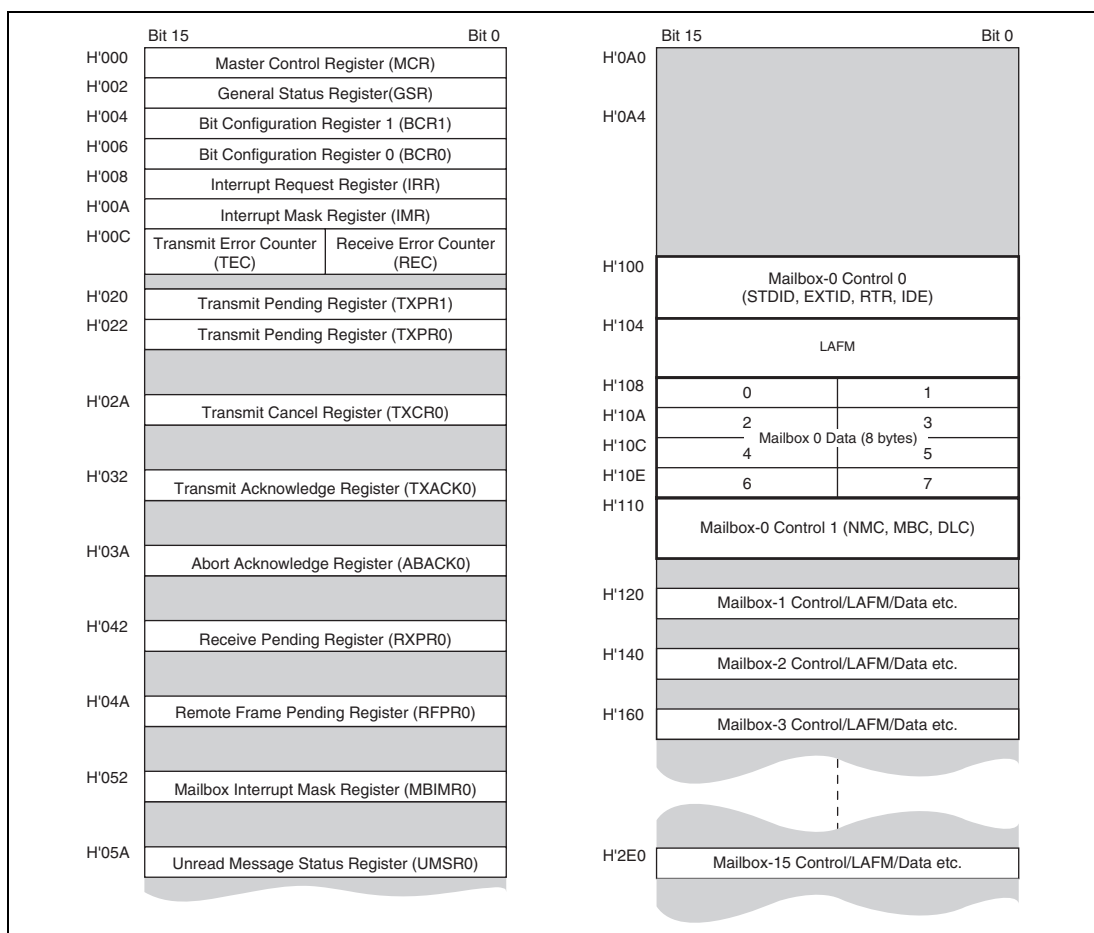 Bit 15 Bit 0
H'000 Master Control Register (MCR)
H'002 General Status Register(GSR)
H'004 Bit Configuration Register 1 (BCR1)
H'006 Bit Configuration Register 0 (BCR0)
H'008 Interrupt Request Register (IRR)
H'00A Interrupt Mask Register (IMR)
H'00C Transmit Error Counter (TEC) Receive Error Counter (REC)
H'020 Transmit Pending Register (TXPR1)
H'022 Transmit Pending Register (TXPR0)
H'02A Transmit Cancel Register (TXCR0)
H'032 Transmit Acknowledge Register (TXACK0)
H'03A Abort Acknowledge Register (ABACK0)
H'042 Receive Pending Register (RXPR0)
H'04A Remote Frame Pending Register (RFPR0)
H'052 Mailbox Interrupt Mask Register (MBIMR0)
H'05A Unread Message Status Register (UMSR0)
Bit 15 Bit 0
H'0A0
H'0A4
H'100 Mailbox-0 Control 0
(STDID, EXTID, RTR, IDE)
H'104 LAFM
H'108 0 1
H'10A 2 3
Mailbox 0 Data (8 bytes)
H'10C 4 5
H'10E 6 7
H'110 Mailbox-0 Control 1 (NMC, MBC, DLC)
H'120 Mailbox-1 Control/LAFM/Data etc.
H'140 Mailbox-2 Control/LAFM/Data etc.
H'160 Mailbox-3 Control/LAFM/Data etc.
H'2E0 Mailbox-15 Control/LAFM/Data etc.